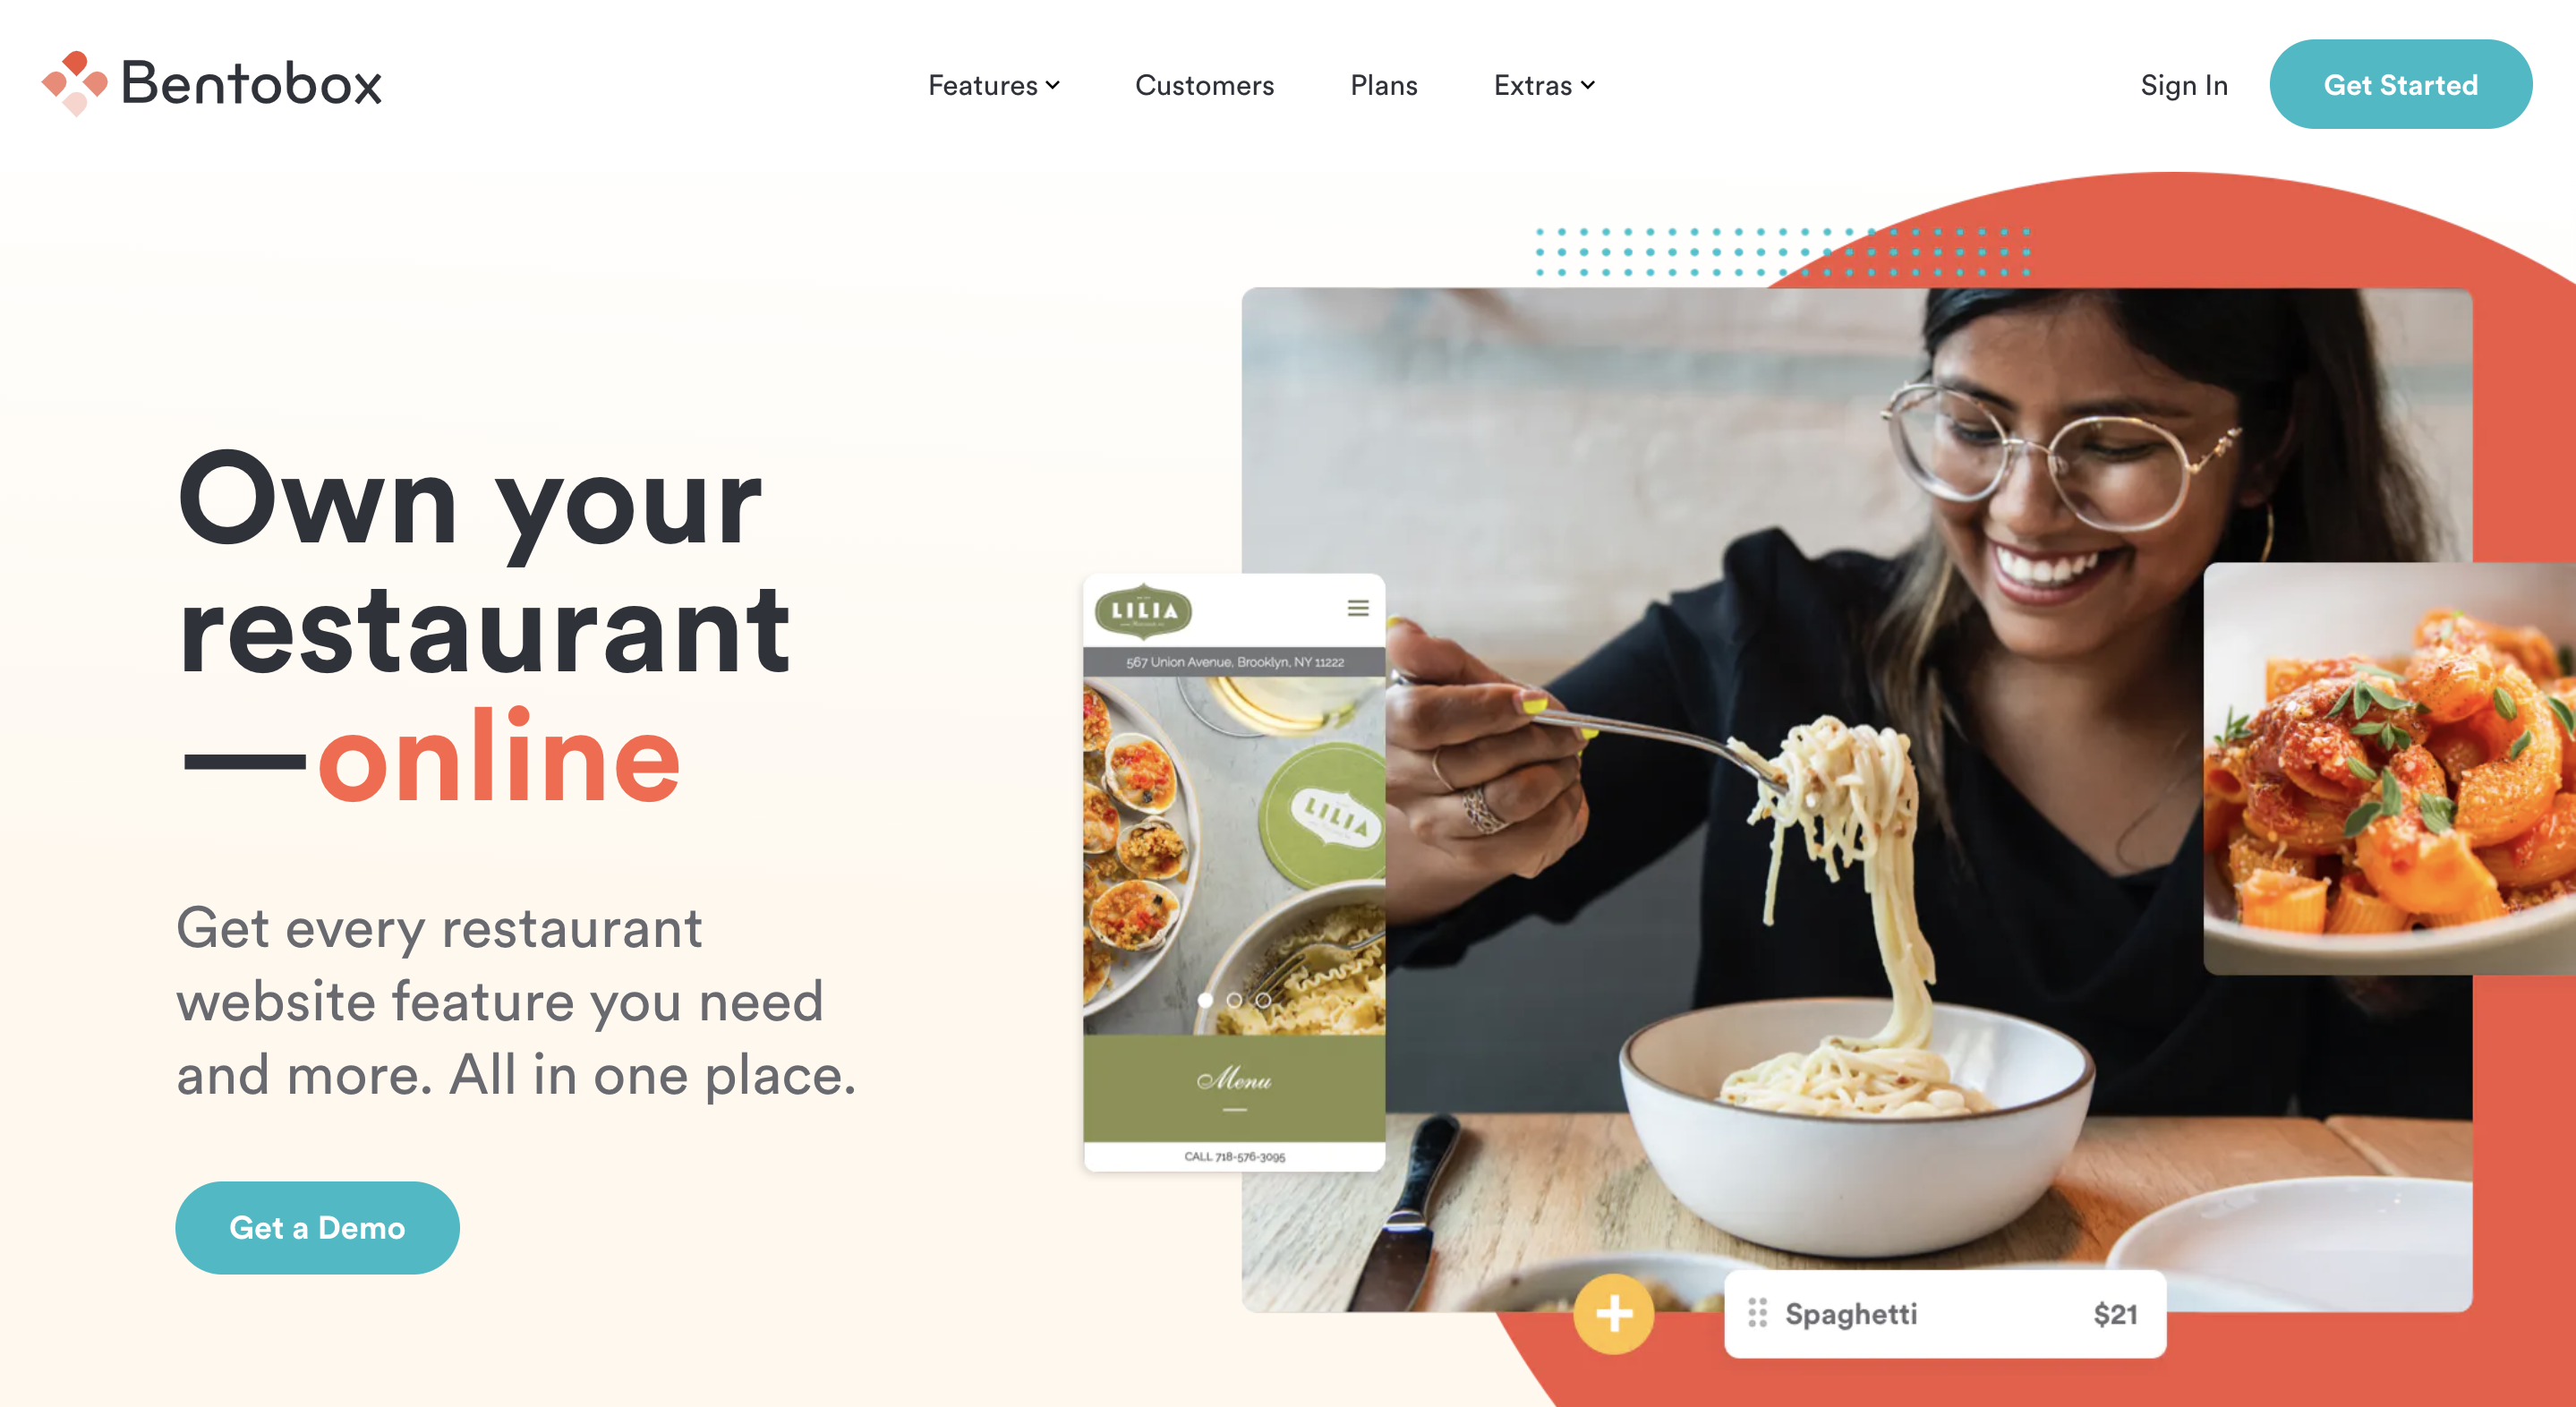 Bentobox
Features
Customers
Plans
Extras
Sign In
Get Started
Own your
restaurant
—online
Get every restaurant
website feature you need
and more. All in one place.
Get a Demo
LILIA
567 Union Avenue, Brooklyn, NY 11222
LILIA
Menu
CALL 718-576-3095
Spaghetti
$21